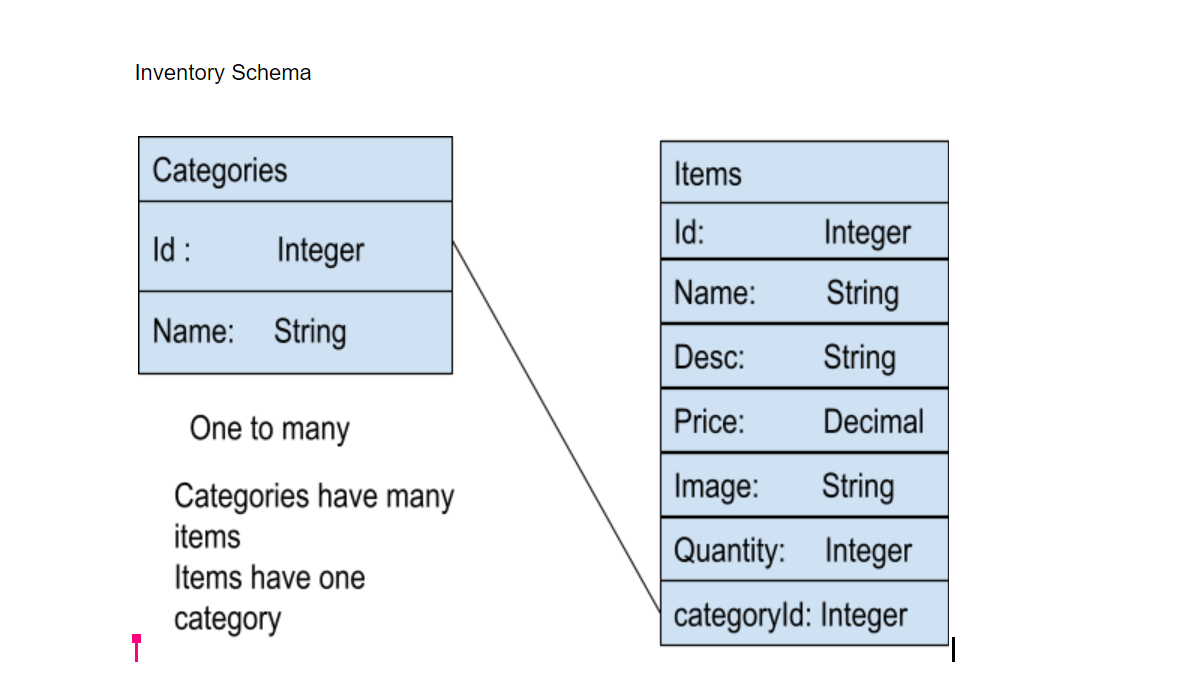 Inventory Schema
Categories
Id : Integer
Name: String
One to many
Categories have many
items
Items have one
category
Items
Id: Integer
Name: String
Desc: String
Price: Decimal
Image: String
Quantity: Integer
categoryId: Integer